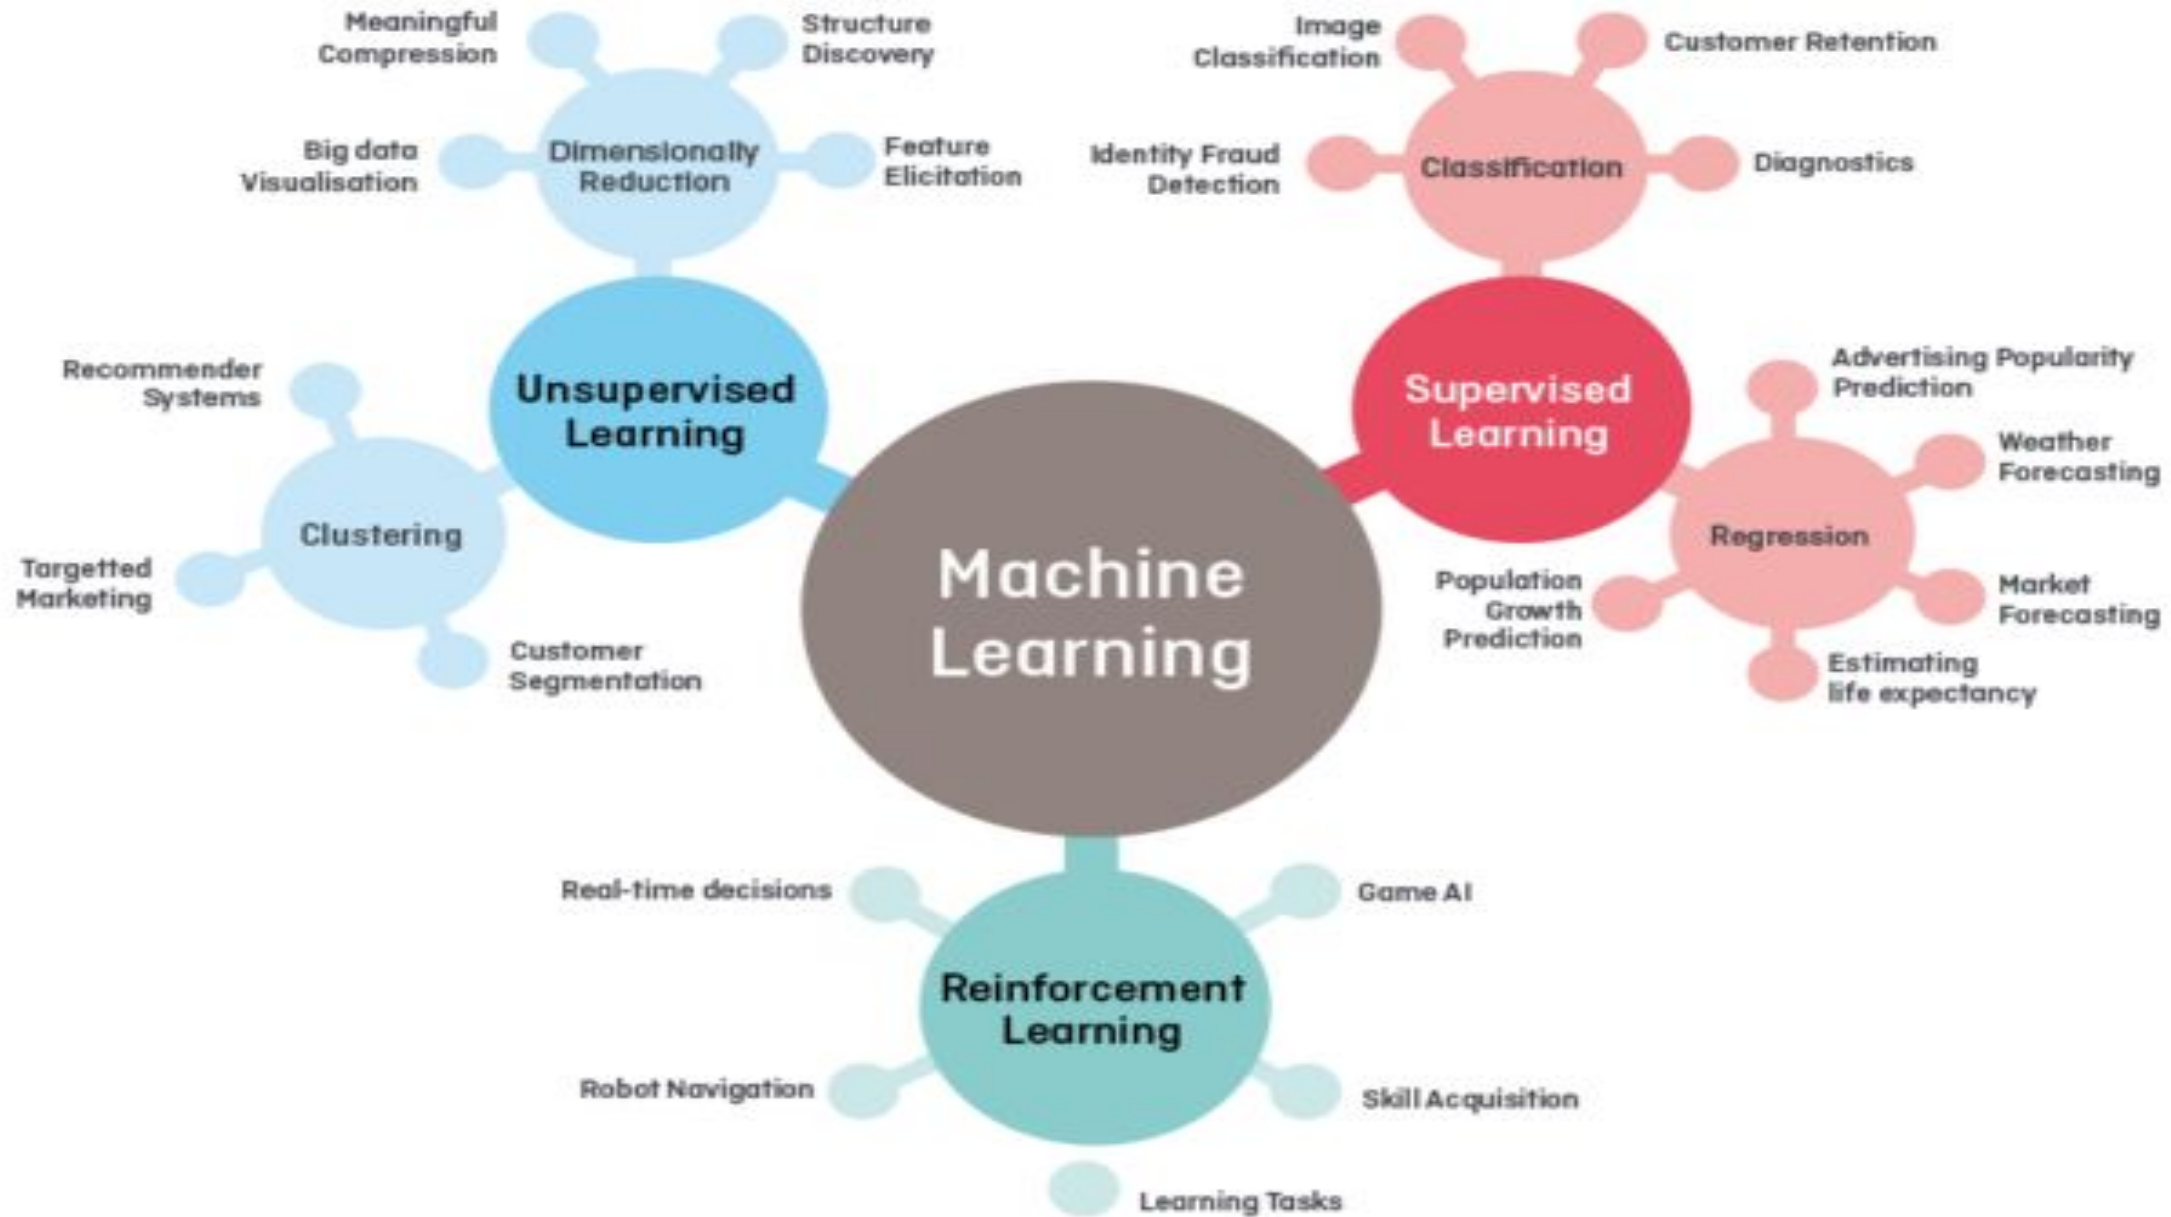 Meaningful
Compression
Structure
Discovery
Big data
Visualisation
Dimensionally
Reduction
Feature
Elicitation
Image
Classification
Customer Retention
Identity Fraud
Detection
Classification
Diagnostics
Unsupervised
Learning
Recommender
Systems
Clustering
Targetted
Marketing
Customer
Segmentation
Supervised
Learning
Advertising Popularity
Prediction
Weather
Forecasting
Regression
Population
Growth
Prediction
Market
Forecasting
Estimating
life expectancy
Machine
Learning
Real-time decisions
Game AI
Reinforcement
Learning
Robot Navigation
Skill Acquisition
Learning Tasks